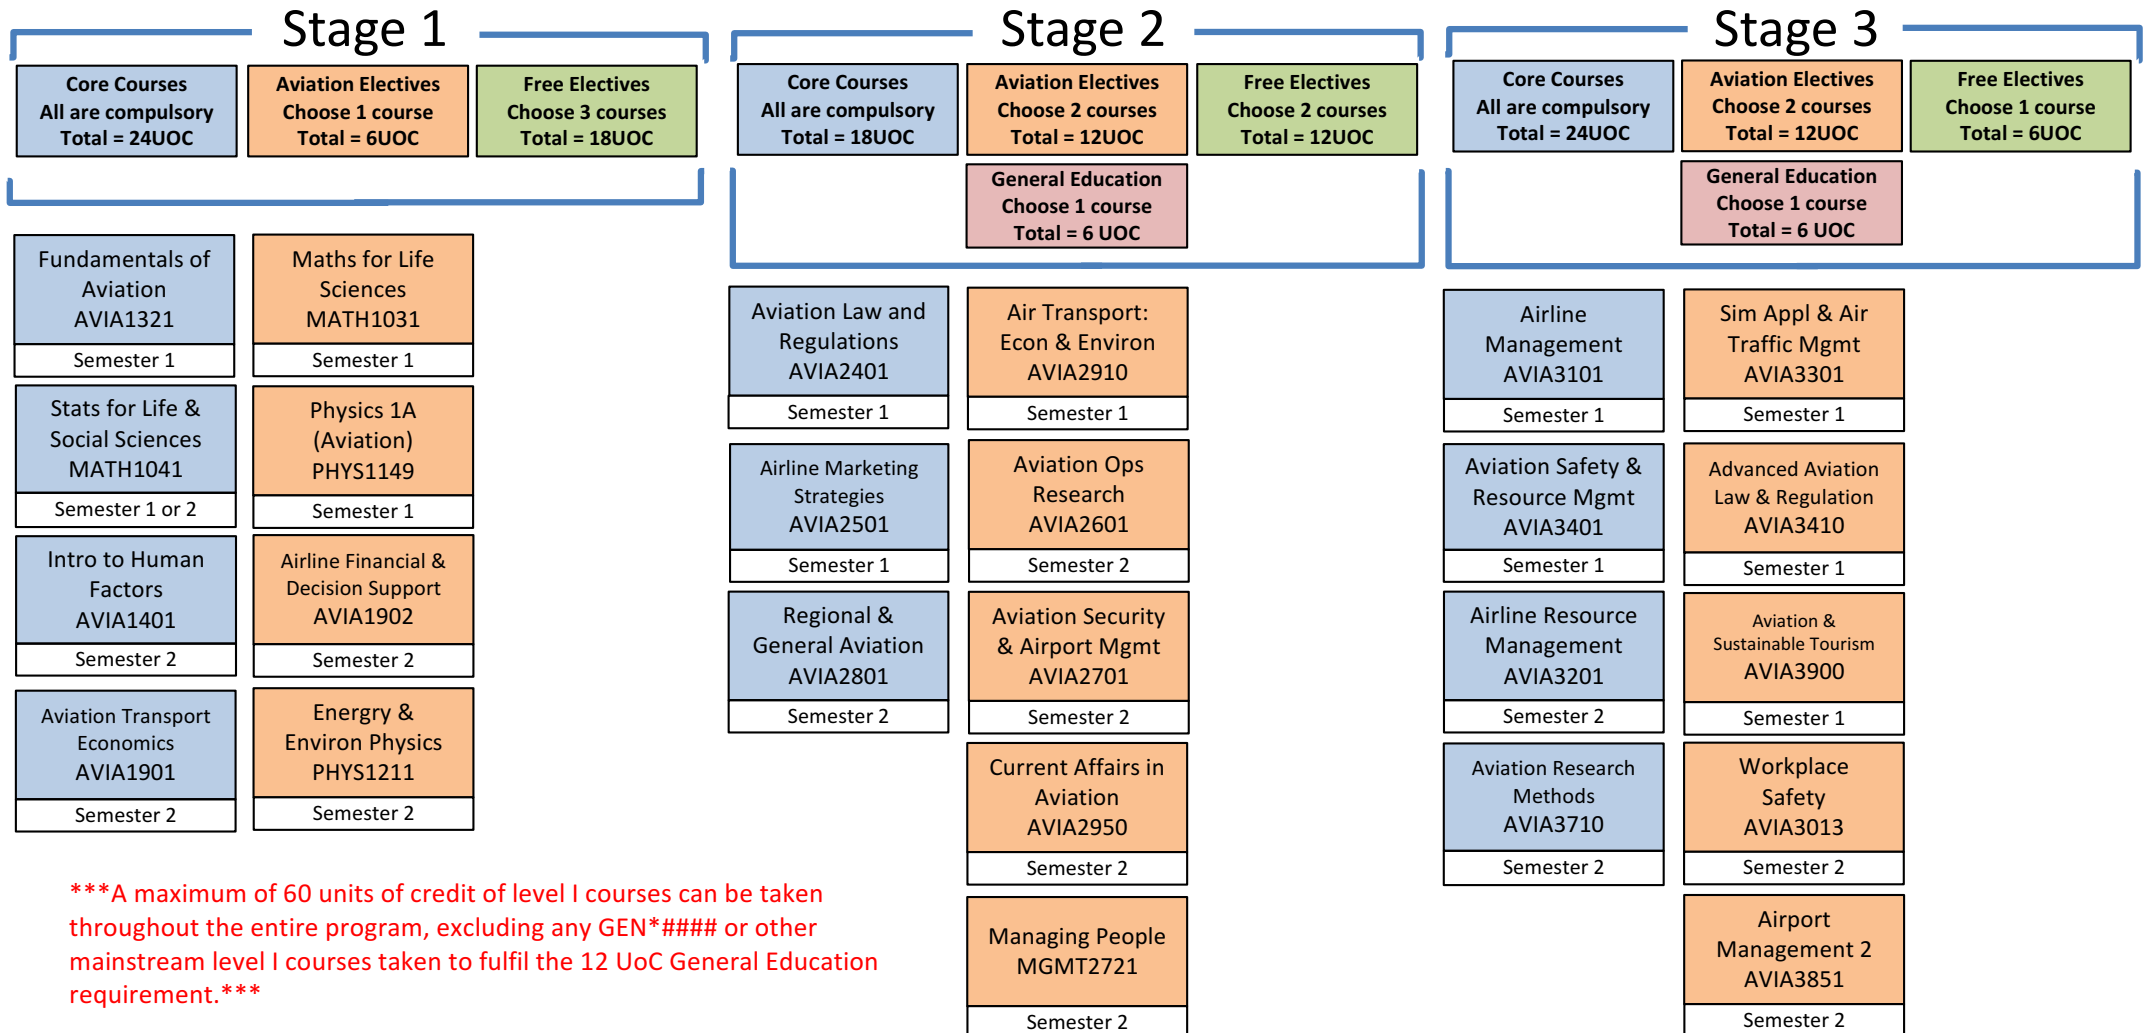 Stage 1
Core Courses
All are compulsory
Total = 24UOC
Aviation Electives
Choose 1 course
Total = 6UOC
Free Electives
Choose 3 courses
Total = 18UOC
Fundamentals of
Aviation
AVIA1321
Semester 1
Stats for Life &
Social Sciences
MATH1041
Semester 1 or 2
Intro to Human
Factors
AVIA1401
Semester 2
Aviation Transport
Economics
AVIA1901
Semester 2
Maths for Life
Sciences
MATH1031
Semester 1
Physics 1A
(Aviation)
PHYS1149
Semester 1
Airline Financial &
Decision Support
AVIA1902
Semester 2
Energry &
Environ Physics
PHYS1211
Semester 2
***A maximum of 60 units of credit of level I courses can be taken
throughout the entire program, excluding any GEN*#### or other
mainstream level I courses taken to fulfil the 12 UoC General Education
requirement.***
Stage 2
Core Courses
All are compulsory
Total = 18UOC
Aviation Electives
Choose 2 courses
Total = 12UOC
Free Electives
Choose 2 courses
Total = 12UOC
General Education
Choose 1 course
Total = 6 UOC
Aviation Law and
Regulations
AVIA2401
Semester 1
Airline Marketing
Strategies
AVIA2501
Semester 1
Regional &
General Aviation
AVIA2801
Semester 2
Air Transport:
Econ & Environ
AVIA2910
Semester 1
Aviation Ops
Research
AVIA2601
Semester 2
Aviation Security
& Airport Mgmt
AVIA2701
Semester 2
Current Affairs in
Aviation
AVIA2950
Semester 2
Managing People
MGMT2721
Semester 2
Stage 3
Core Courses
All are compulsory
Total = 24UOC
Aviation Electives
Choose 2 courses
Total = 12UOC
Free Electives
Choose 1 course
Total = 6UOC
General Education
Choose 1 course
Total = 6 UOC
Airline
Management
AVIA3101
Semester 1
Aviation Safety &
Resource Mgmt
AVIA3401
Semester 1
Airline Resource
Management
AVIA3201
Semester 2
Aviation Research
Methods
AVIA3710
Semester 2
Sim Appl & Air
Traffic Mgmt
AVIA3301
Semester 1
Advanced Aviation
Law & Regulation
AVIA3410
Semester 1
Aviation &
Sustainable Tourism
AVIA3900
Semester 1
Workplace
Safety
AVIA3013
Semester 2
Airport
Management 2
AVIA3851
Semester 2